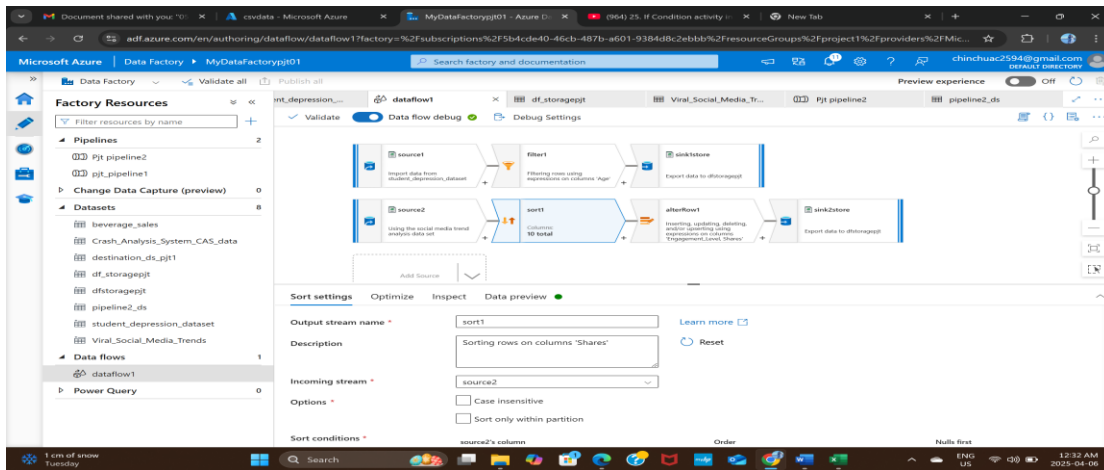 Document shared with you: "0
csvdata - Microsoft Azure
MyDataFactorypjt01 - Azure Da
(964) 25. If Condition activity in
New Tab
adf.azure.com/en/authoring/dataflow/dataflow1?factory=%2Fsubscriptions%2F5b4cde40-46cb-487b-a601-9384d8c2ebbb%2FresourceGroups%2Fproject1%2Fproviders%2FMic...
Microsoft Azure
Data Factory
MyDataFactorypjt01
Search factory and documentation
chinchuac2594@gmail.com
DEFAULT DIRECTORY
Data Factory
Validate all
Publish all
Preview experience
Off
Factory Resources
Filter resources by name
Pipelines
2
Pjt pipeline2
pjt_pipeline1
Change Data Capture (preview)
0
Datasets
8
beverage_sales
Crash_Analysis_System_CAS_data
destination_ds_pjt1
df_storagepjt
dfstoragepjt
pipeline2_ds
student_depression_dataset
Viral_Social_Media_Trends
Data flows
1
dataflow1
Power Query
0
nt_depression_...
dataflow1
df_storagepjt
Viral_Social_Media_Tr...
Pjt pipeline2
pipeline2_ds
Validate
Data flow debug
Debug Settings
source1
Import data from
student_depression_dataset
filter1
Filtering rows using
expressions on columns 'Age'
sink1store
Export data to dfstoragepjt
source2
Using the social media trend
analysis data set
sort1
Columns:
10 total
alterRow1
Inserting, updating, deleting,
and/or upserting using
expressions on columns
'Engagement_Level, Shares'
sink2store
Export data to dfstoragepjt
Add Source
Sort settings
Optimize
Inspect
Data preview
Output stream name *
sort1
Learn more
Description
Sorting rows on columns 'Shares'
Reset
Incoming stream *
source2
Options *
Case insensitive
Sort only within partition
Sort conditions *
source2's column
Order
Nulls first
1 cm of snow
Tuesday
Search
ENG
US
12:32 AM
2025-04-06